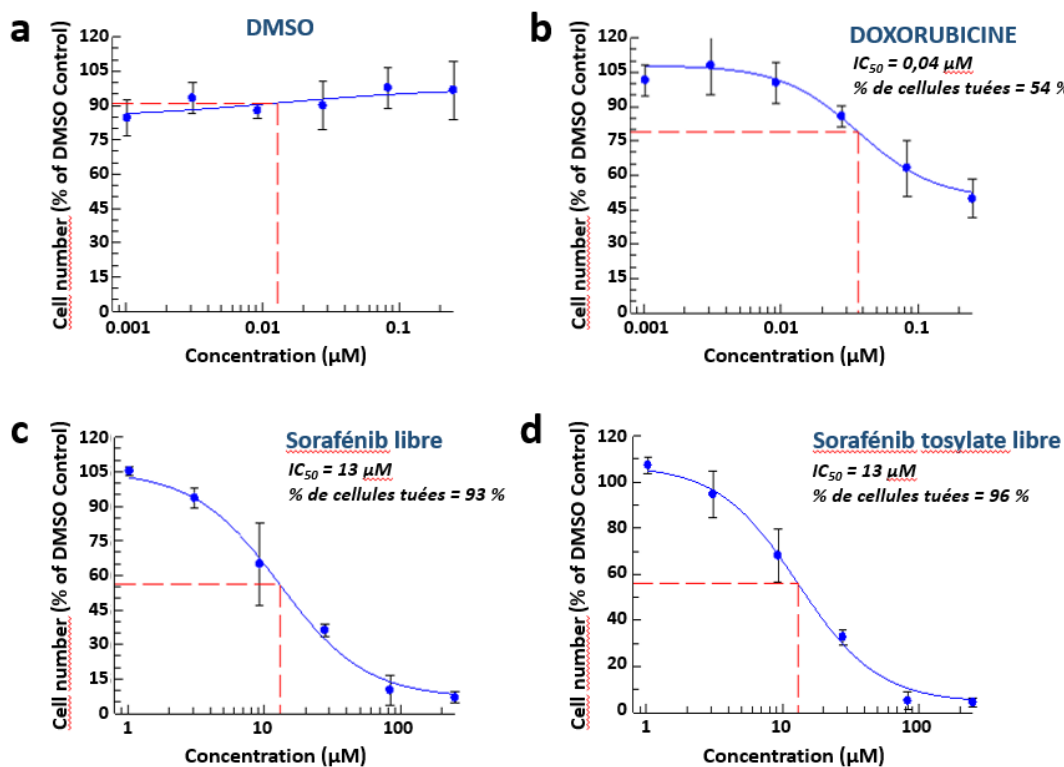 a
DMSO
Cell number (% of DMSO Control)
120
105
90
75
60
45
30
15
0
0.001
0.01
0.1
Concentration (µM)
b
DOXORUBICINE
IC50 = 0,04 µM
% de cellules tuées = 54 %
Cell number (% of DMSO Control)
120
105
90
75
60
45
30
15
0
0.001
0.01
0.1
Concentration (µM)
c
Sorafénib libre
IC50 = 13 µM
% de cellules tuées = 93 %
Cell number (% of DMSO Control)
120
105
90
75
60
45
30
15
0
1
10
100
Concentration (µM)
d
Sorafénib tosylate libre
IC50 = 13 µM
% de cellules tuées = 96 %
Cell number (% of DMSO Control)
120
100
80
60
40
20
0
1
10
100
Concentration (µM)